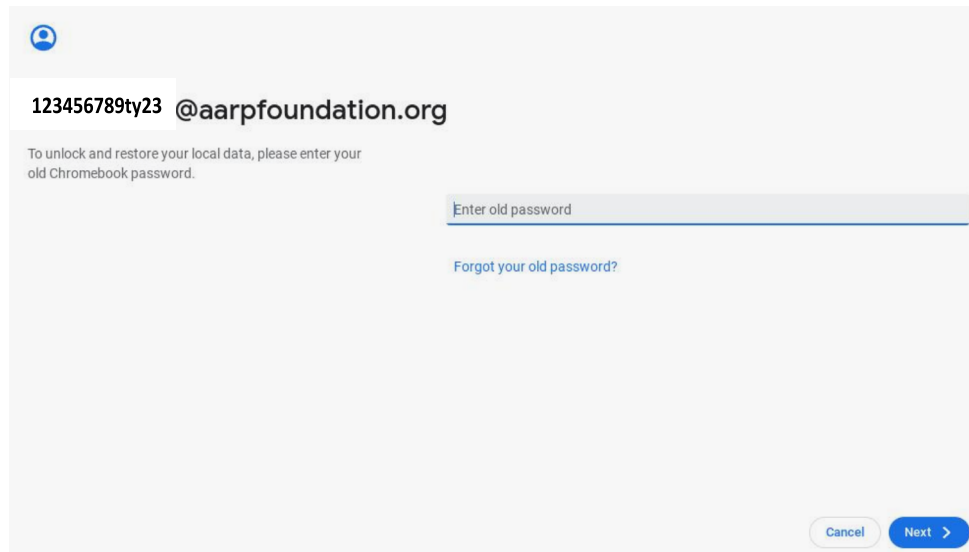 123456789ty23 @aarpfoundation.org
To unlock and restore your local data, please enter your
old Chromebook password.
Enter old password
Forgot your old password?
Cancel
Next